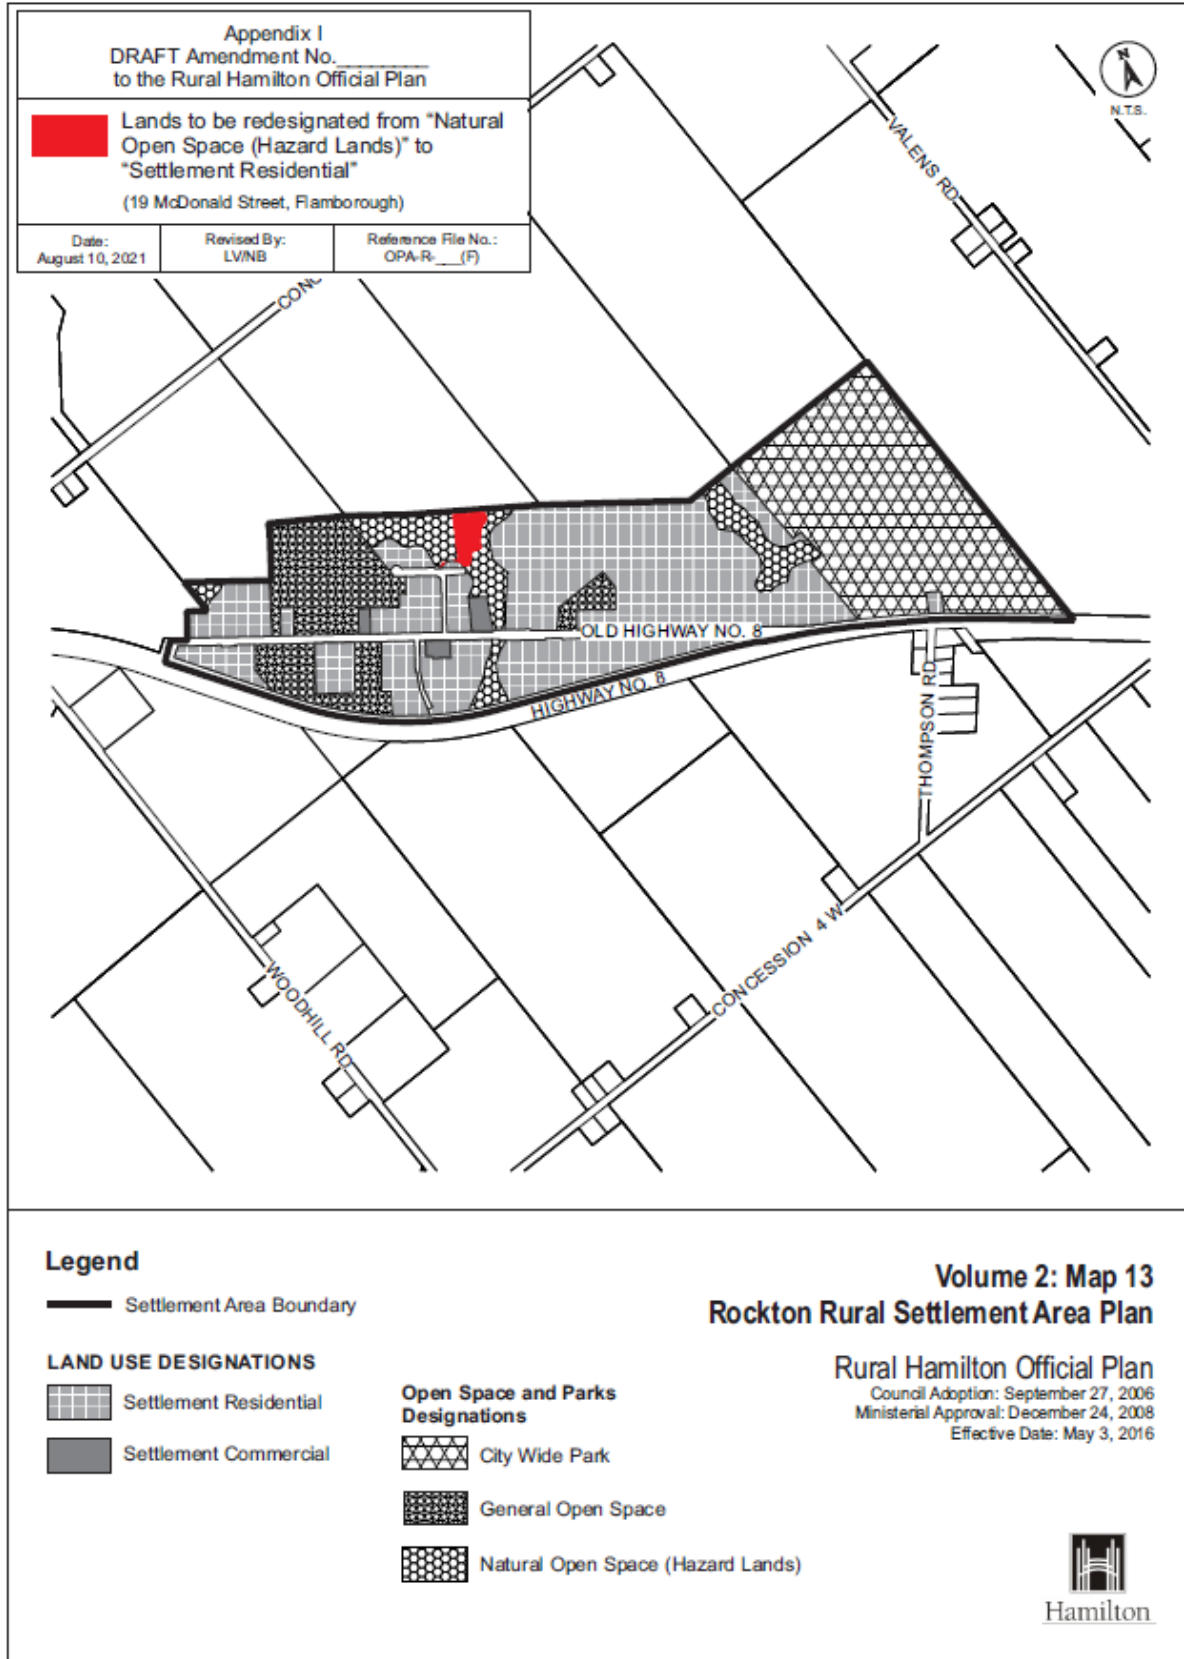 Appendix I
DRAFT Amendment No.________
to the Rural Hamilton Official Plan
Lands to be redesignated from “Natural
Open Space (Hazard Lands)” to
“Settlement Residential”
(19 McDonald Street, Flamborough)
Date:
August 10, 2021
Revised By:
LV/NB
Reference File No.:
OPA-R-___(F)
N
N.T.S.
VALENS RD
CONC
OLD HIGHWAY NO. 8
HIGHWAY NO. 8
THOMPSON RD
CONCESSION 4 W
WOODHILL RD
Legend
Settlement Area Boundary
LAND USE DESIGNATIONS
Settlement Residential
Settlement Commercial
Open Space and Parks
Designations
City Wide Park
General Open Space
Natural Open Space (Hazard Lands)
Volume 2: Map 13
Rockton Rural Settlement Area Plan
Rural Hamilton Official Plan
Council Adoption: September 27, 2006
Ministerial Approval: December 24, 2008
Effective Date: May 3, 2016
Hamilton